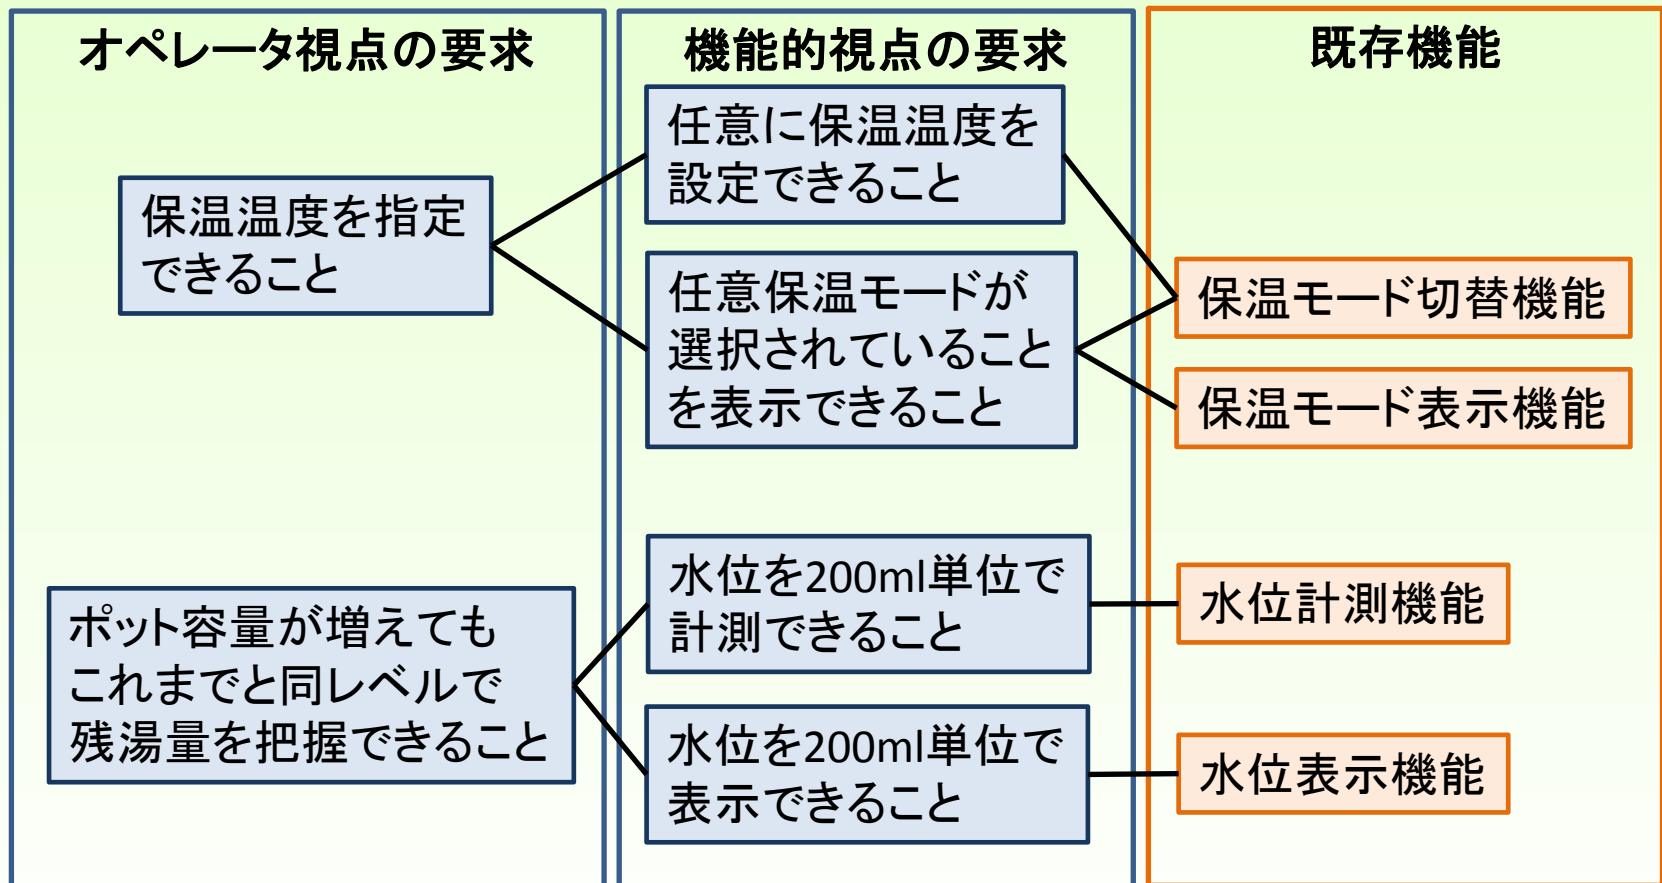 オペレータ視点の要求
機能的視点の要求
既存機能
保温温度を指定
できること
任意に保温温度を
設定できること
任意保温モードが
選択されていること
を表示できること
保温モード切替機能
保温モード表示機能
ポット容量が増えても
これまでと同レベルで
残湯量を把握できること
水位を200ml単位で
計測できること
水位を200ml単位で
表示できること
水位計測機能
水位表示機能